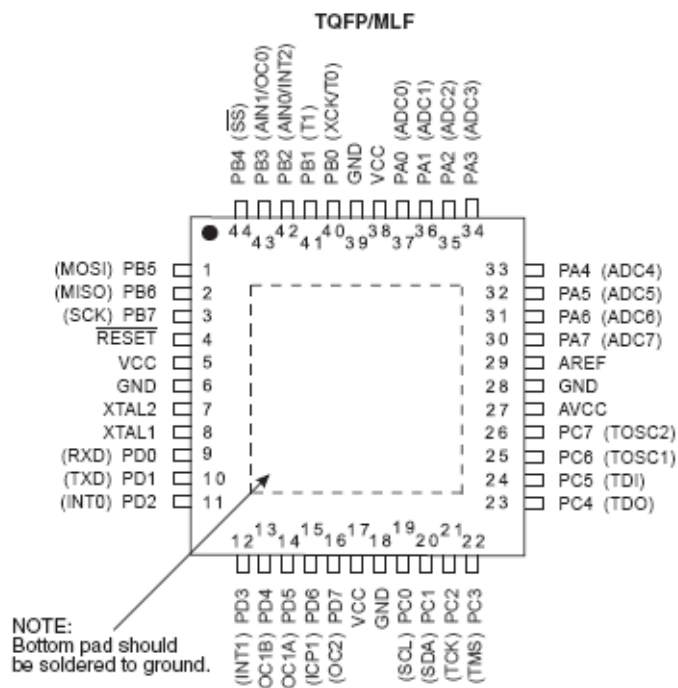 TQFP/MLF
PB4 (SS)
PB3 (AIN1/OC0)
PB2 (AIN0/INT2)
PB1 (T1)
PB0 (XCK/T0)
GND
VCC
PA0 (ADC0)
PA1 (ADC1)
PA2 (ADC2)
PA3 (ADC3)
44 43 42 41 40 39 38 37 36 35 34
(MOSI) PB5 1
(MISO) PB6 2
(SCK) PB7 3
RESET 4
VCC 5
GND 6
XTAL2 7
XTAL1 8
(RXD) PD0 9
(TXD) PD1 10
(INT0) PD2 11
33 PA4 (ADC4)
32 PA5 (ADC5)
31 PA6 (ADC6)
30 PA7 (ADC7)
29 AREF
28 GND
27 AVCC
26 PC7 (TOSC2)
25 PC6 (TOSC1)
24 PC5 (TDI)
23 PC4 (TDO)
12 13 14 15 16 17 18 19 20 21 22
(INT1) PD3
OC1B) PD4
OC1A) PD5
(ICP1) PD6
(OC2) PD7
VCC
GND
(SCL) PC0
(SDA) PC1
(TCK) PC2
(TMS) PC3
NOTE:
Bottom pad should
be soldered to ground.